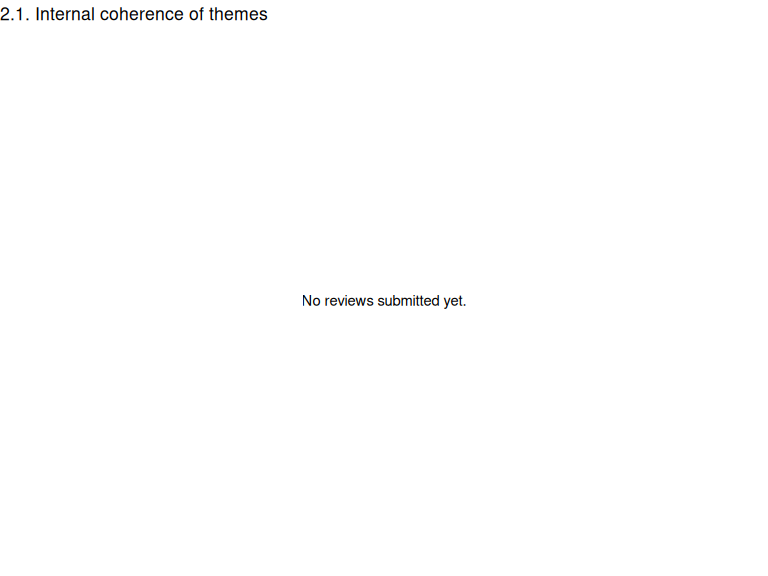 2.1. Internal coherence of themes
No reviews submitted yet.